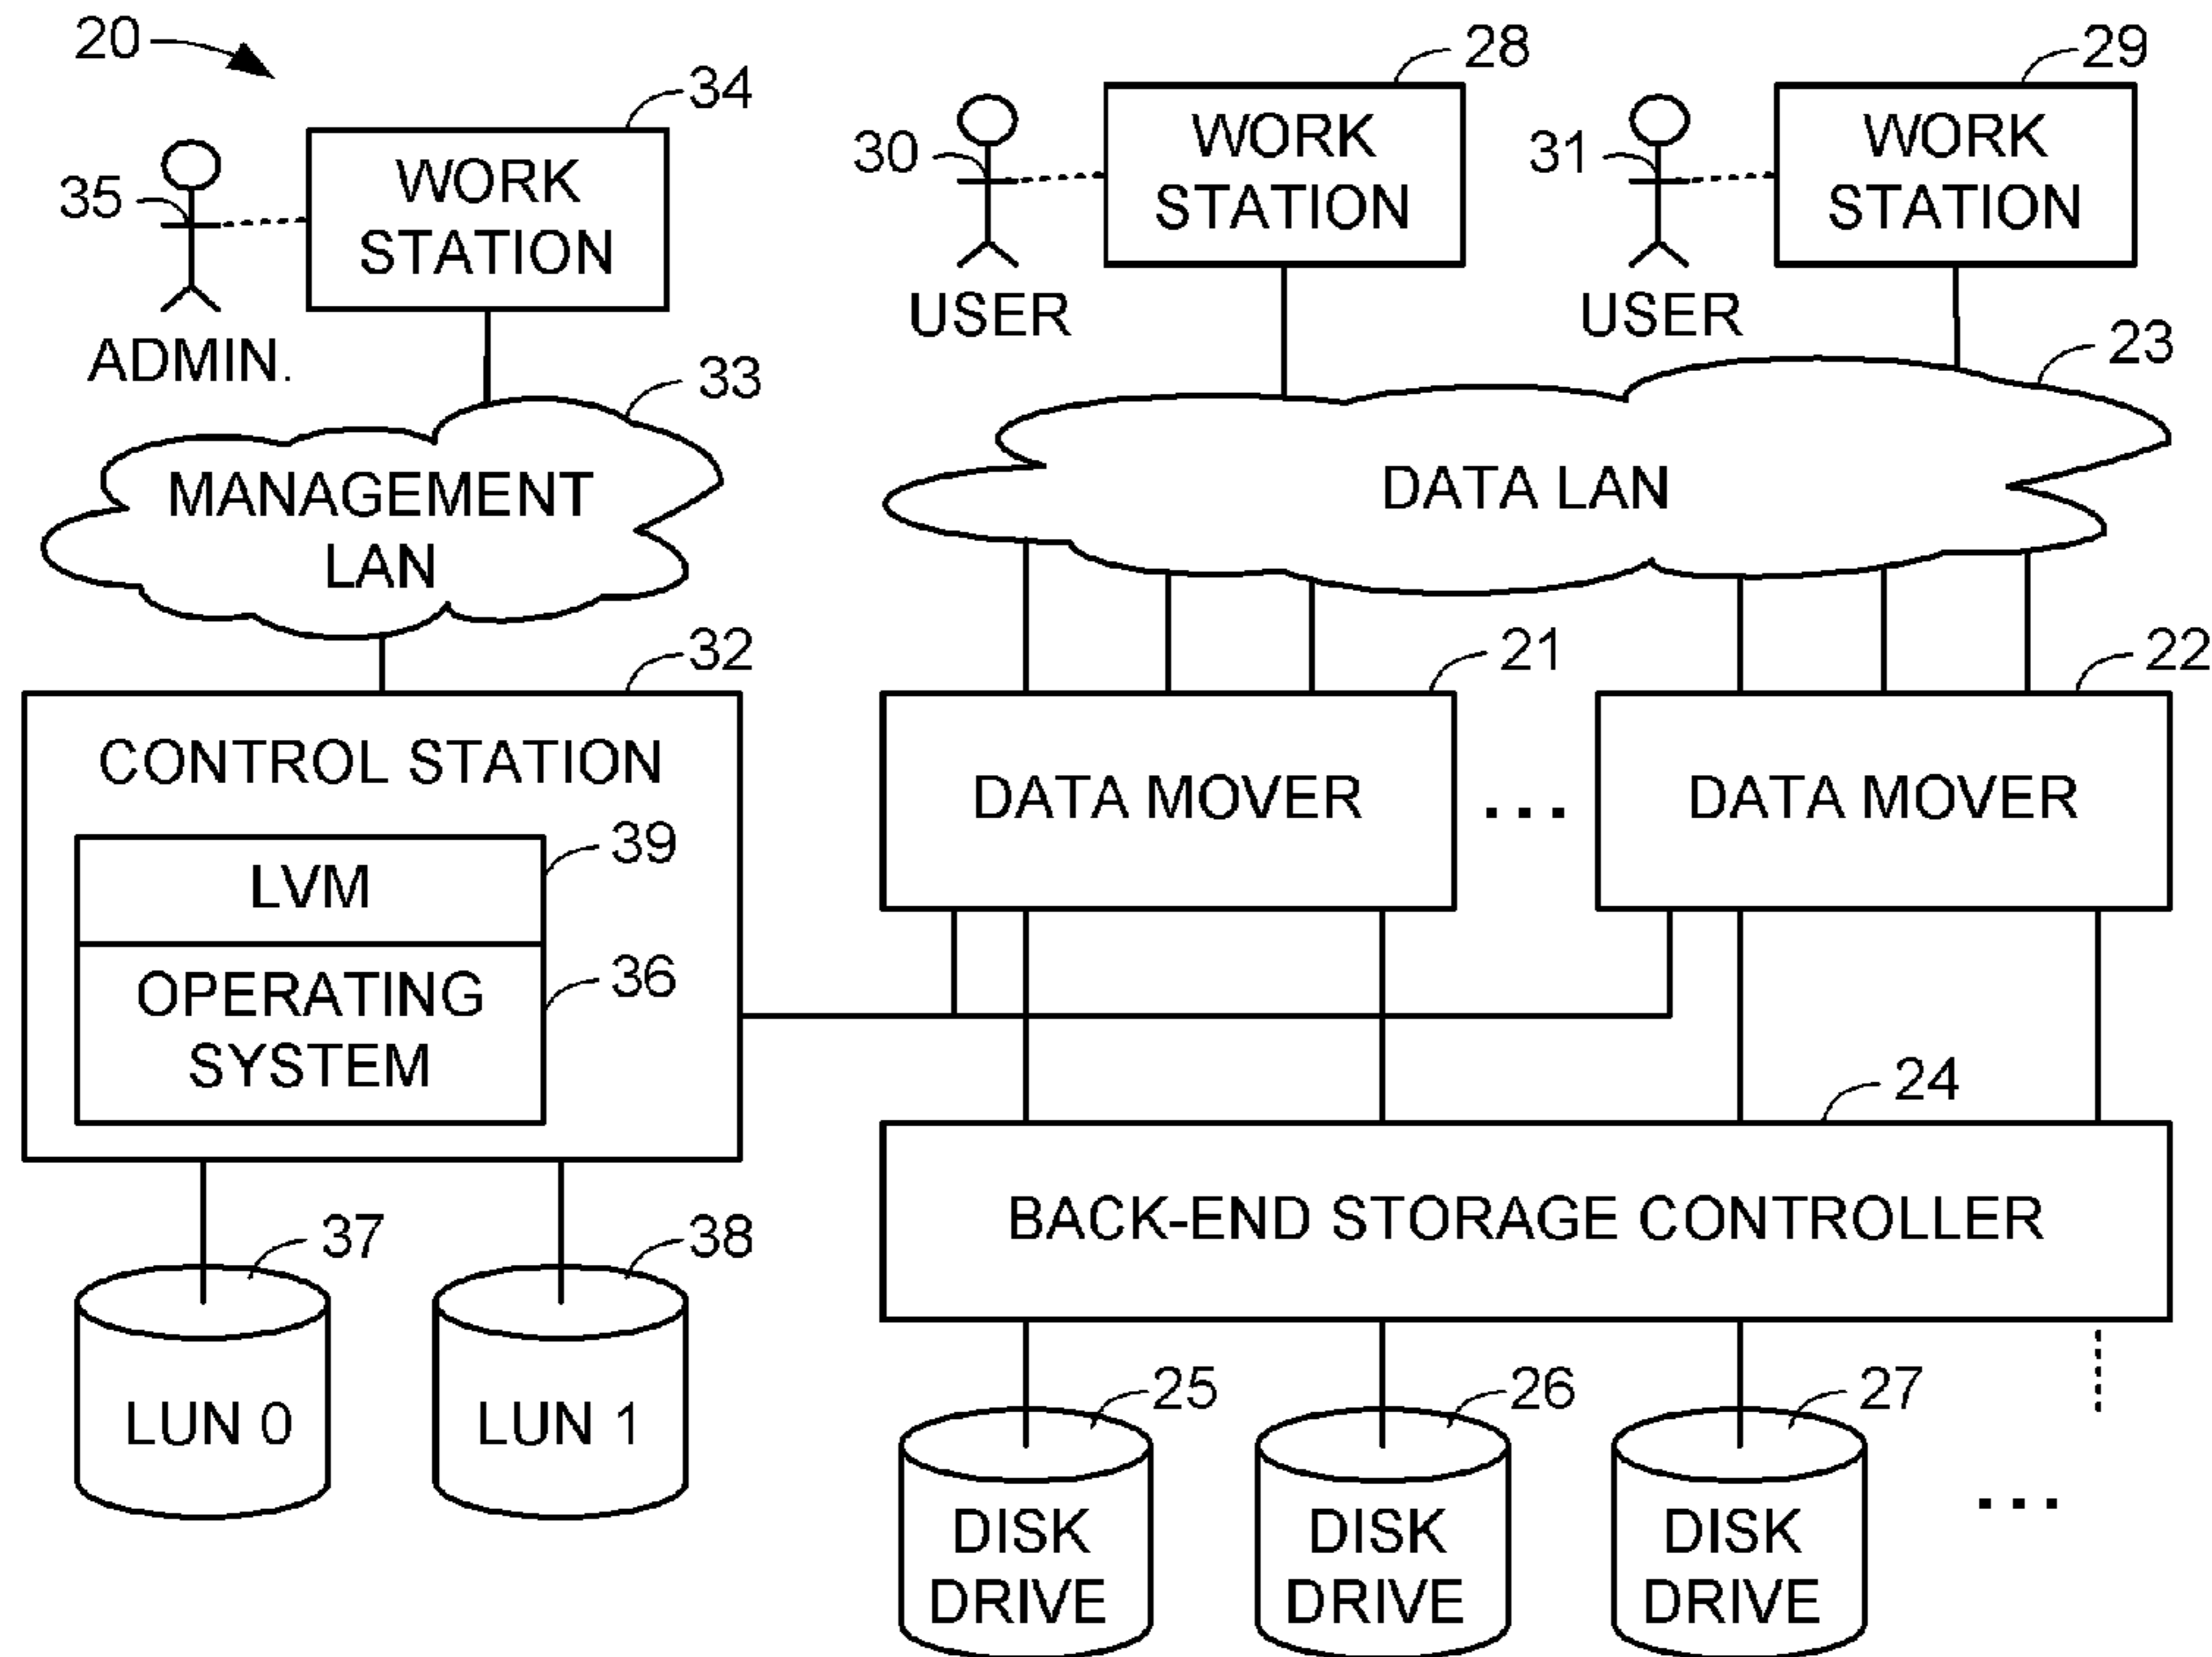 20
34
28
29
WORK
STATION
WORK
STATION
WORK
STATION
35
30
31
ADMIN.
USER
USER
33
23
MANAGEMENT
LAN
DATA LAN
32
21
22
CONTROL STATION
DATA MOVER
...
DATA MOVER
LVM
39
OPERATING
SYSTEM
36
24
BACK-END STORAGE CONTROLLER
37
38
LUN 0
LUN 1
25
26
27
DISK
DRIVE
DISK
DRIVE
DISK
DRIVE
...